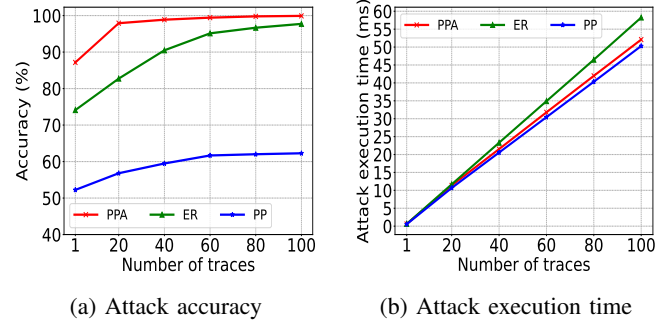 100
90
80
70
60
50
40
Accuracy (%)
PPA ER PP
1 20 40 60 80 100
Number of traces
(a) Attack accuracy
60
55
50
45
40
35
30
25
20
15
10
5
0
Attack execution time (ms)
PPA ER PP
1 20 40 60 80 100
Number of traces
(b) Attack execution time